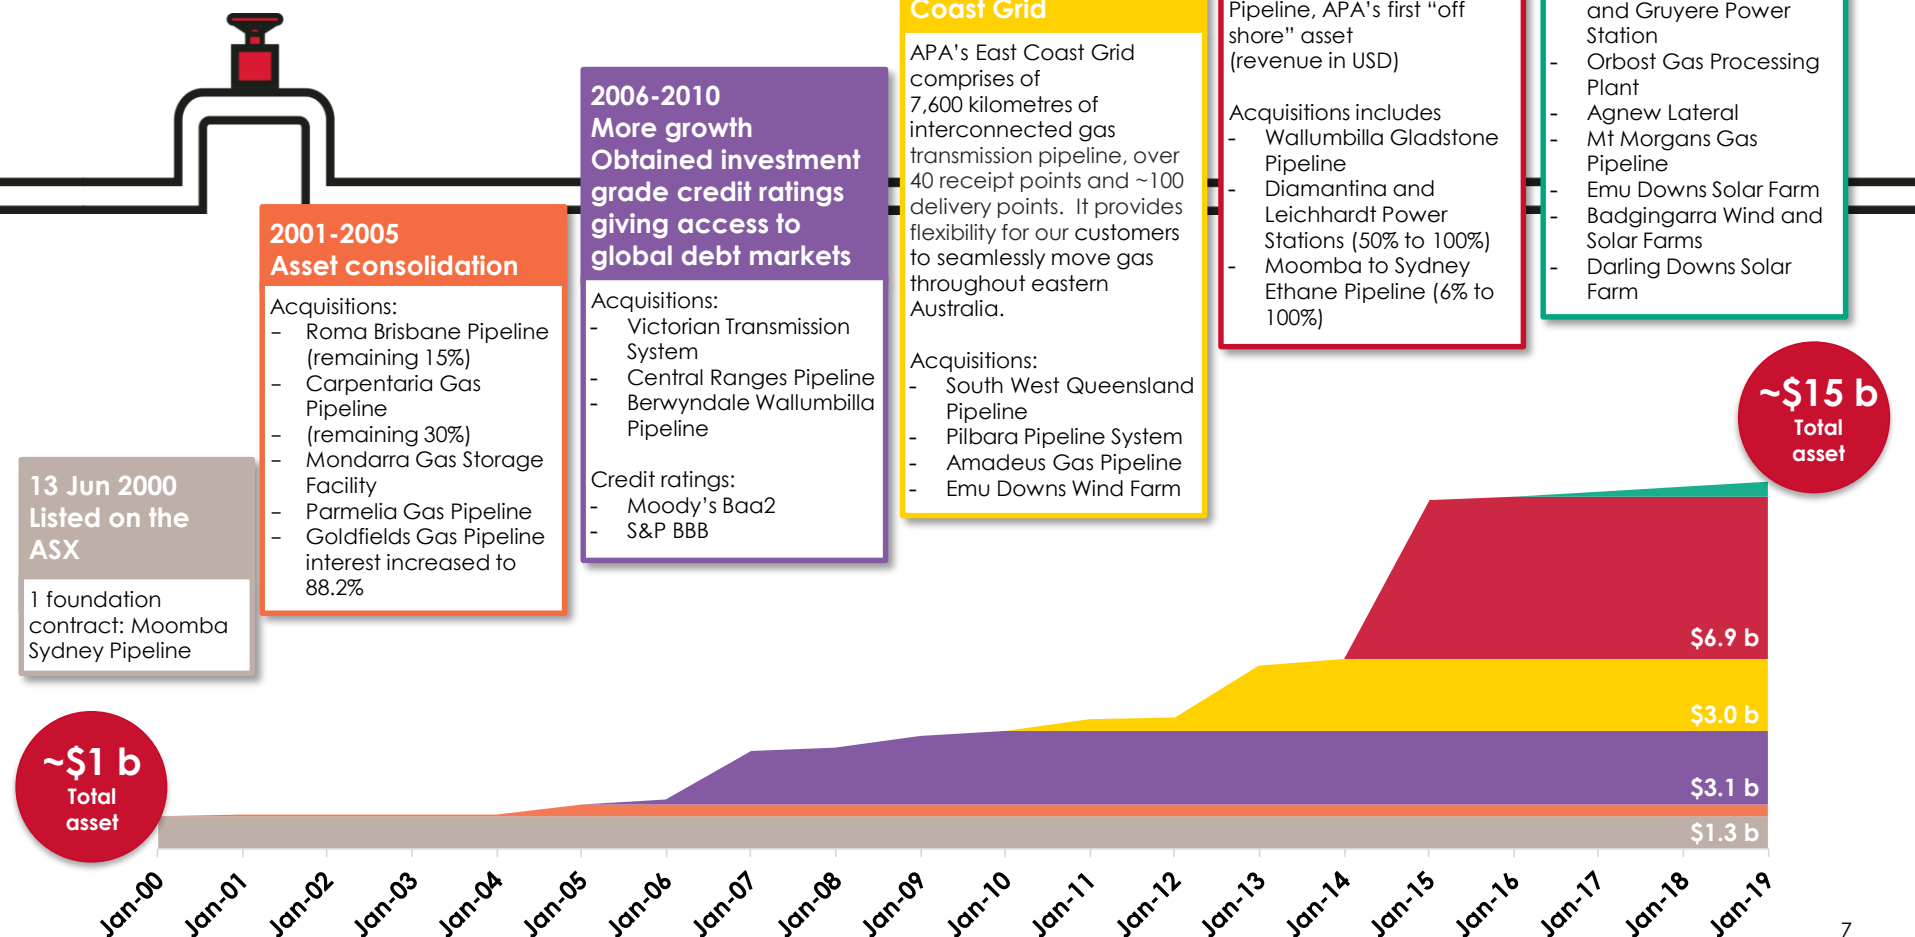 13 Jun 2000
Listed on the
ASX
1 foundation
contract: Moomba
Sydney Pipeline
2001-2005
Asset consolidation
Acquisitions:
- Roma Brisbane Pipeline
(remaining 15%)
- Carpentaria Gas
Pipeline
- (remaining 30%)
- Mondarra Gas Storage
Facility
- Parmelia Gas Pipeline
- Goldfields Gas Pipeline
interest increased to
88.2%
2006-2010
More growth
Obtained investment
grade credit ratings
giving access to
global debt markets
Acquisitions:
- Victorian Transmission
System
- Central Ranges Pipeline
- Berwyndale Wallumbilla
Pipeline
Credit ratings:
- Moody's Baa2
- S&P BBB
Coast Grid
APA's East Coast Grid
comprises of
7,600 kilometres of
interconnected gas
transmission pipeline, over
40 receipt points and ~100
delivery points. It provides
flexibility for our customers
to seamlessly move gas
throughout eastern
Australia.
Acquisitions:
- South West Queensland
Pipeline
- Pilbara Pipeline System
- Amadeus Gas Pipeline
- Emu Downs Wind Farm
Pipeline, APA's first “off
shore” asset
(revenue in USD)
Acquisitions includes
- Wallumbilla Gladstone
Pipeline
- Diamantina and
Leichhardt Power
Stations (50% to 100%)
- Moomba to Sydney
Ethane Pipeline (6% to
100%)
and Gruyere Power
Station
- Orbost Gas Processing
Plant
- Agnew Lateral
- Mt Morgans Gas
Pipeline
- Emu Downs Solar Farm
- Badgingarra Wind and
Solar Farms
- Darling Downs Solar
Farm
~$15 b
Total
asset
~$1 b
Total
asset
$6.9 b
$3.0 b
$3.1 b
$1.3 b
Jan-00
Jan-01
Jan-02
Jan-03
Jan-04
Jan-05
Jan-06
Jan-07
Jan-08
Jan-09
Jan-10
Jan-11
Jan-12
Jan-13
Jan-14
Jan-15
Jan-16
Jan-17
Jan-18
Jan-19
7